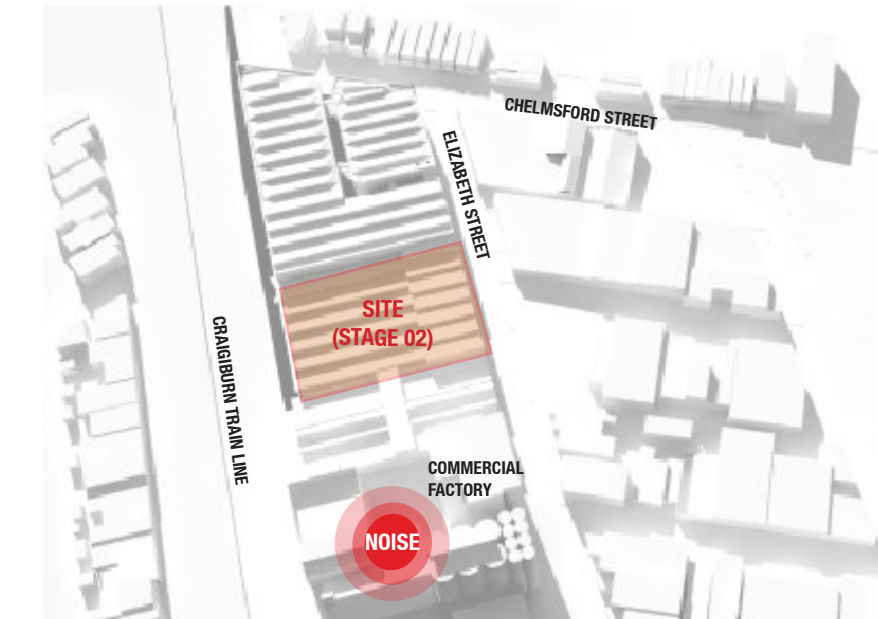 CHELMSFORD STREET
ELIZABETH STREET
SITE
(STAGE 02)
CRAIGIBURN TRAIN LINE
COMMERCIAL
FACTORY
NOISE